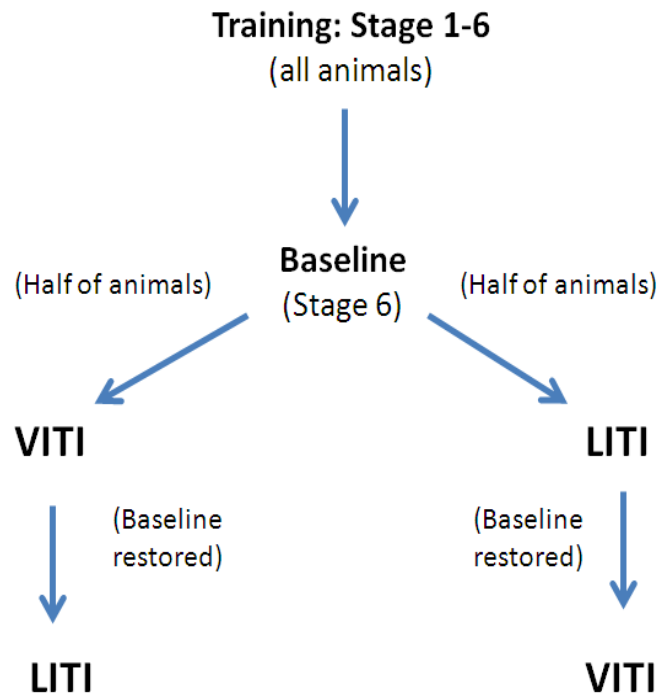 Training: Stage 1-6
(all animals)
Baseline
(Stage 6)
(Half of animals)
(Half of animals)
VITI
LITI
(Baseline
restored)
(Baseline
restored)
LITI
VITI